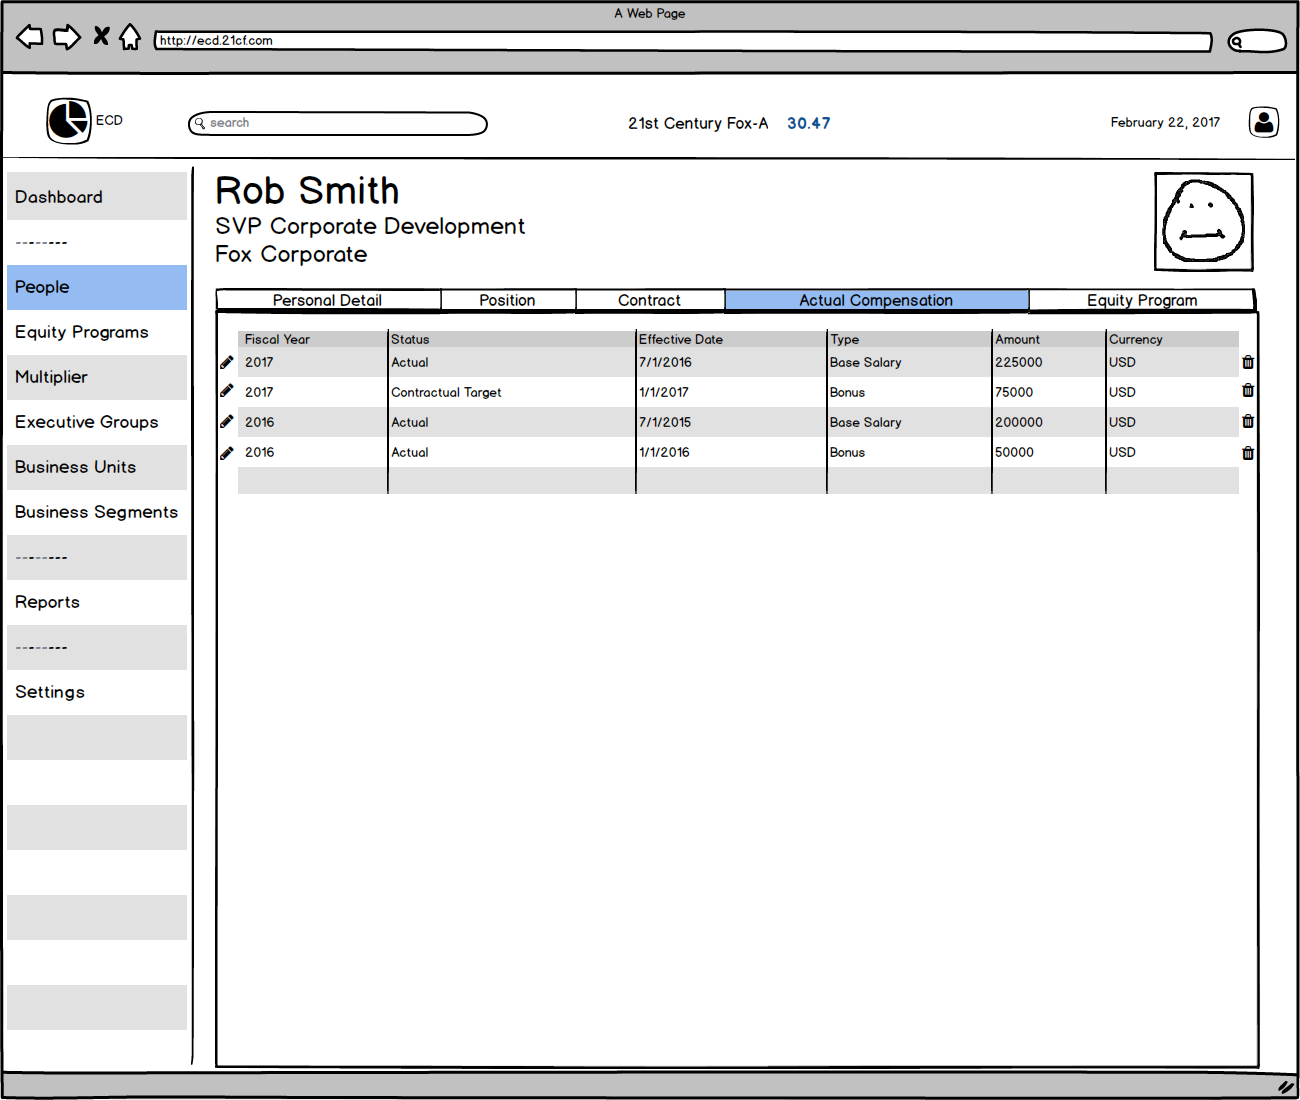 A Web Page
http://ecd.21cf.com
ECD
search
21st Century Fox-A 30.47
February 22, 2017
Dashboard
--------
People
Equity Programs
Multiplier
Executive Groups
Business Units
Business Segments
--------
Reports
--------
Settings
Rob Smith
SVP Corporate Development
Fox Corporate
Personal Detail Position Contract Actual Compensation Equity Program
Fiscal Year Status Effective Date Type Amount Currency
2017 Actual 7/1/2016 Base Salary 225000 USD
2017 Contractual Target 1/1/2017 Bonus 75000 USD
2016 Actual 7/1/2015 Base Salary 200000 USD
2016 Actual 1/1/2016 Bonus 50000 USD